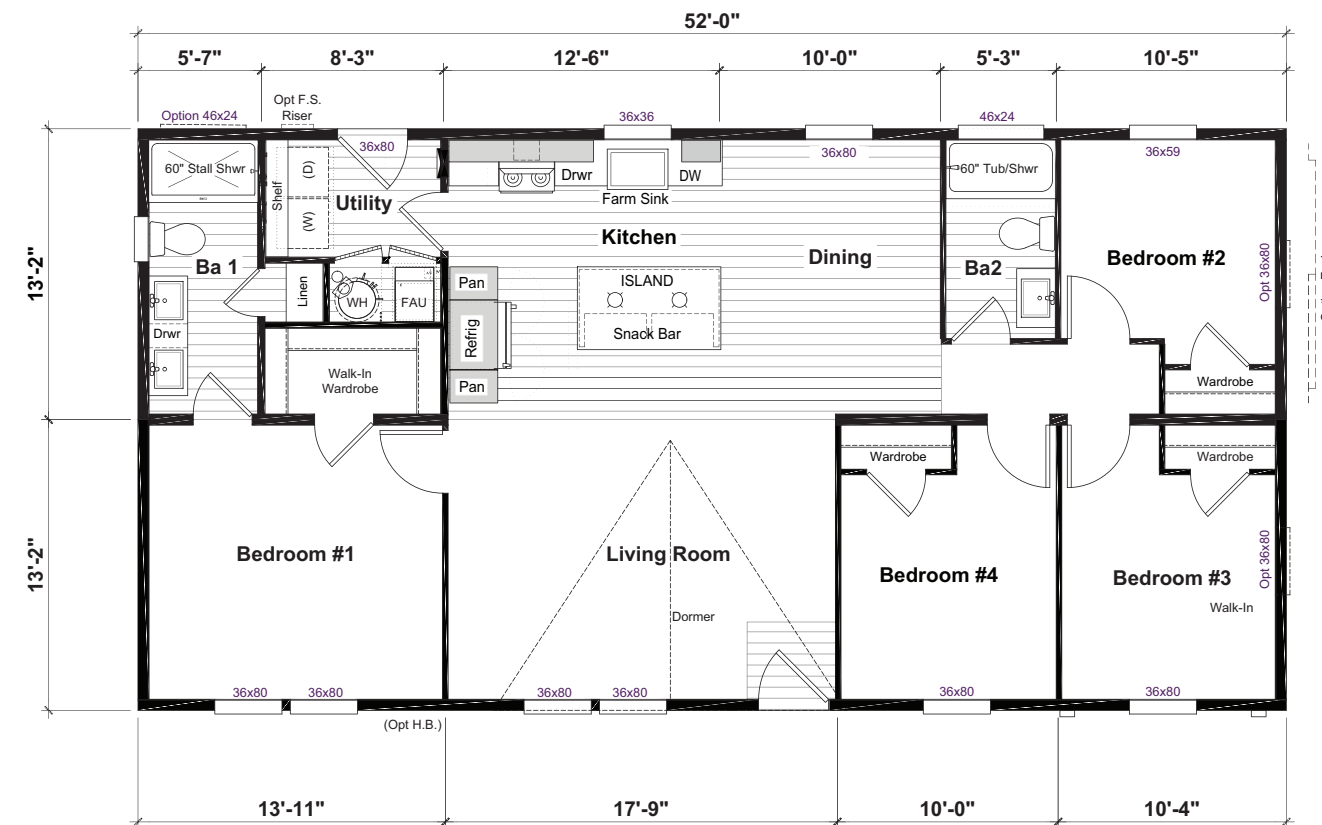 52'-0"
5'-7" 8'-3" 12'-6" 10'-0" 5'-3" 10'-5"
Opt F.S.
Riser
Option 46x24
36x36
46x24
36x80
36x80
36x59
60" Stall Shwr
Shelf
(D)
(W)
Utility
Drwr
DW
Farm Sink
60" Tub/Shwr
Kitchen
Dining
Ba 1
Ba2
Bedroom #2
Opt 36x80
13'-2"
Linen
WH
FAU
Pan
Refrig
Pan
ISLAND
Snack Bar
Drwr
Walk-In
Wardrobe
Wardrobe
Wardrobe
Wardrobe
13'-2"
Bedroom #1
Living Room
Bedroom #4
Bedroom #3
Walk-In
Opt 36x80
Dormer
36x80 36x80 36x80 36x80 36x80 36x80
(Opt H.B.)
13'-11" 17'-9" 10'-0" 10'-4"